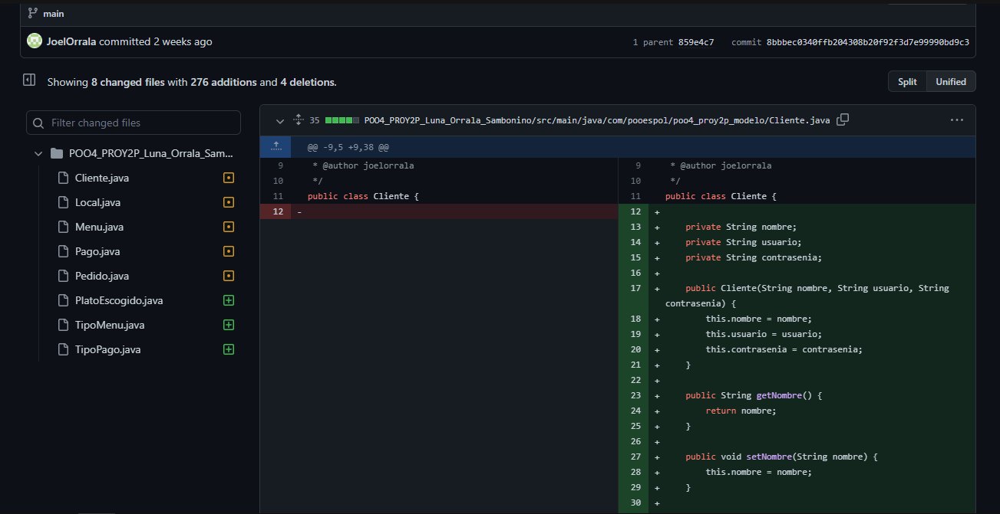 main
JoelOrrala committed 2 weeks ago
1 parent 859e4c7 commit 8bbbec0340ffb204308b20f92f3d7e99990bd9c3
Showing 8 changed files with 276 additions and 4 deletions.
Split Unified
Filter changed files
POO4_PROY2P_Luna_Orrala_Sam...
Cliente.java
Local.java
Menu.java
Pago.java
Pedido.java
PlatoEscogido.java
TipoMenu.java
TipoPago.java
35 POO4_PROY2P_Luna_Orrala_Sambonino/src/main/java/com/pooespol/poo4_proy2p_modelo/Cliente.java
@@ -9,5 +9,38 @@
9 * @author joelorrala
10 */
11 public class Cliente {
12 -
9 * @author joelorrala
10 */
11 public class Cliente {
12 +
13 + private String nombre;
14 + private String usuario;
15 + private String contrasenia;
16 +
17 + public Cliente(String nombre, String usuario, String
contrasenia) {
18 + this.nombre = nombre;
19 + this.usuario = usuario;
20 + this.contrasenia = contrasenia;
21 + }
22 +
23 + public String getNombre() {
24 + return nombre;
25 + }
26 +
27 + public void setNombre(String nombre) {
28 + this.nombre = nombre;
29 + }
30 +